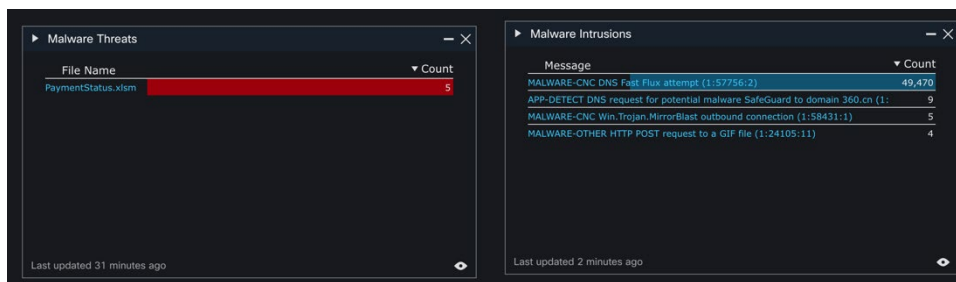 Malware Threats
File Name Count
PaymentStatus.xlsm 5
Last updated 31 minutes ago
Malware Intrusions
Message Count
MALWARE-CNC DNS Fast Flux attempt (1:57756:2) 49,470
APP-DETECT DNS request for potential malware SafeGuard to domain 360.cn (1: 9
MALWARE-CNC Win.Trojan.MirrorBlast outbound connection (1:58431:1) 5
MALWARE-OTHER HTTP POST request to a GIF file (1:24105:11) 4
Last updated 2 minutes ago